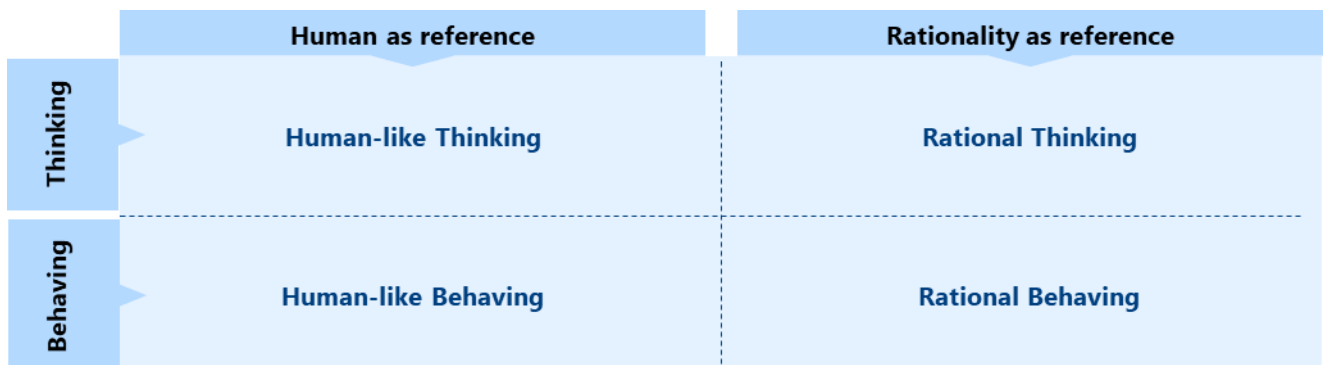 Human as reference
Rationality as reference
Thinking
Human-like Thinking
Rational Thinking
Behaving
Human-like Behaving
Rational Behaving